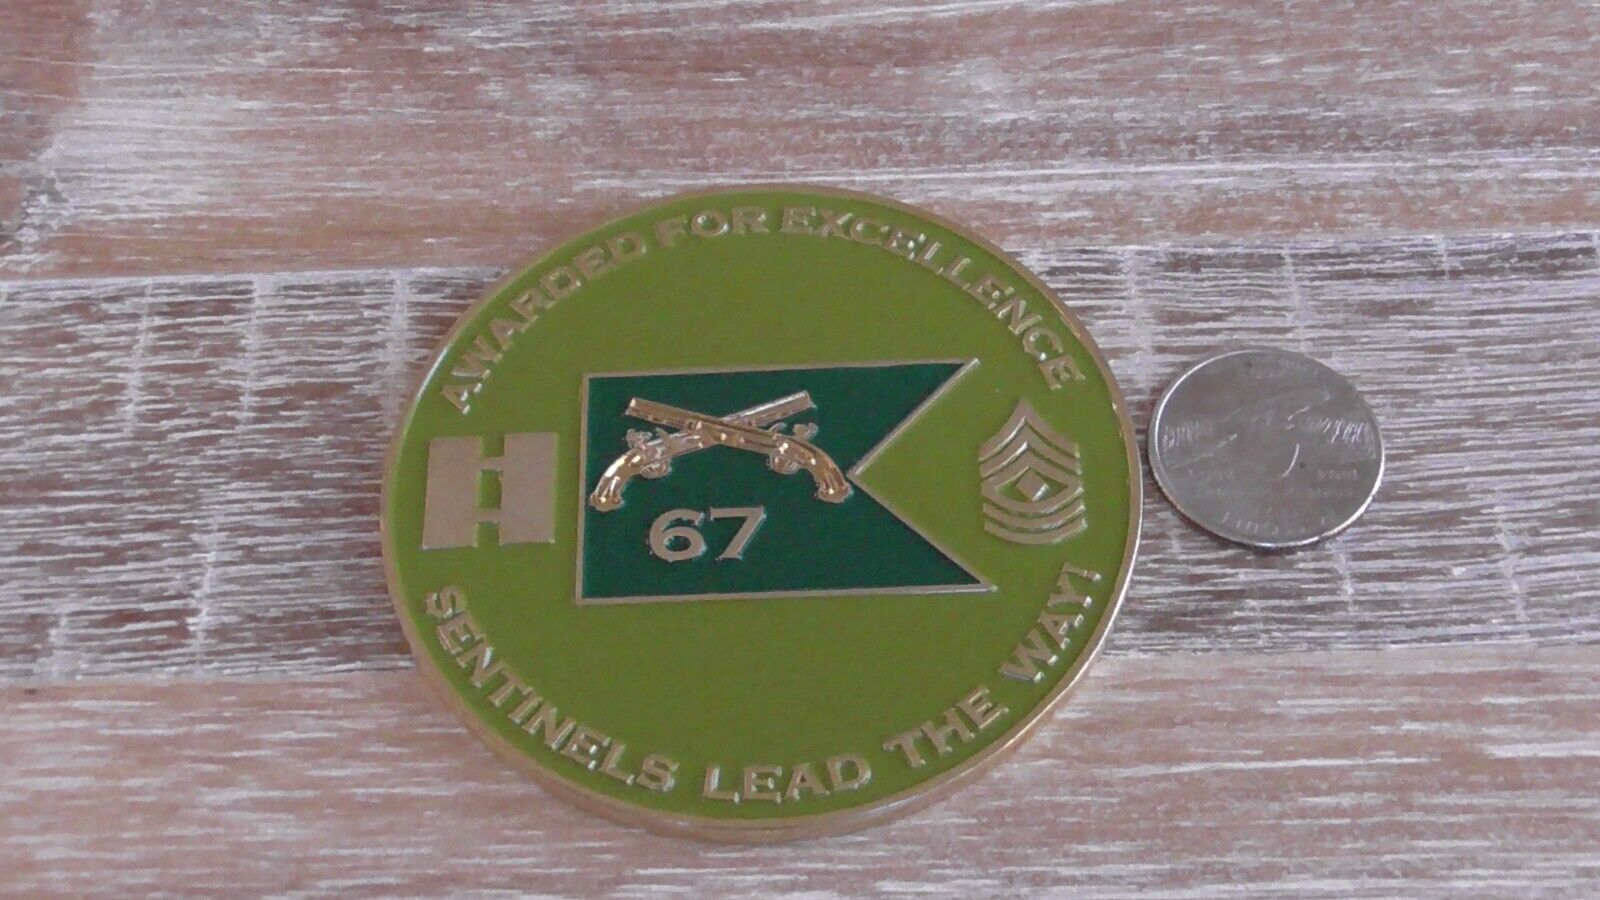 AWARDED FOR EXCELLENCE
67
SENTINELS LEAD THE WAY!